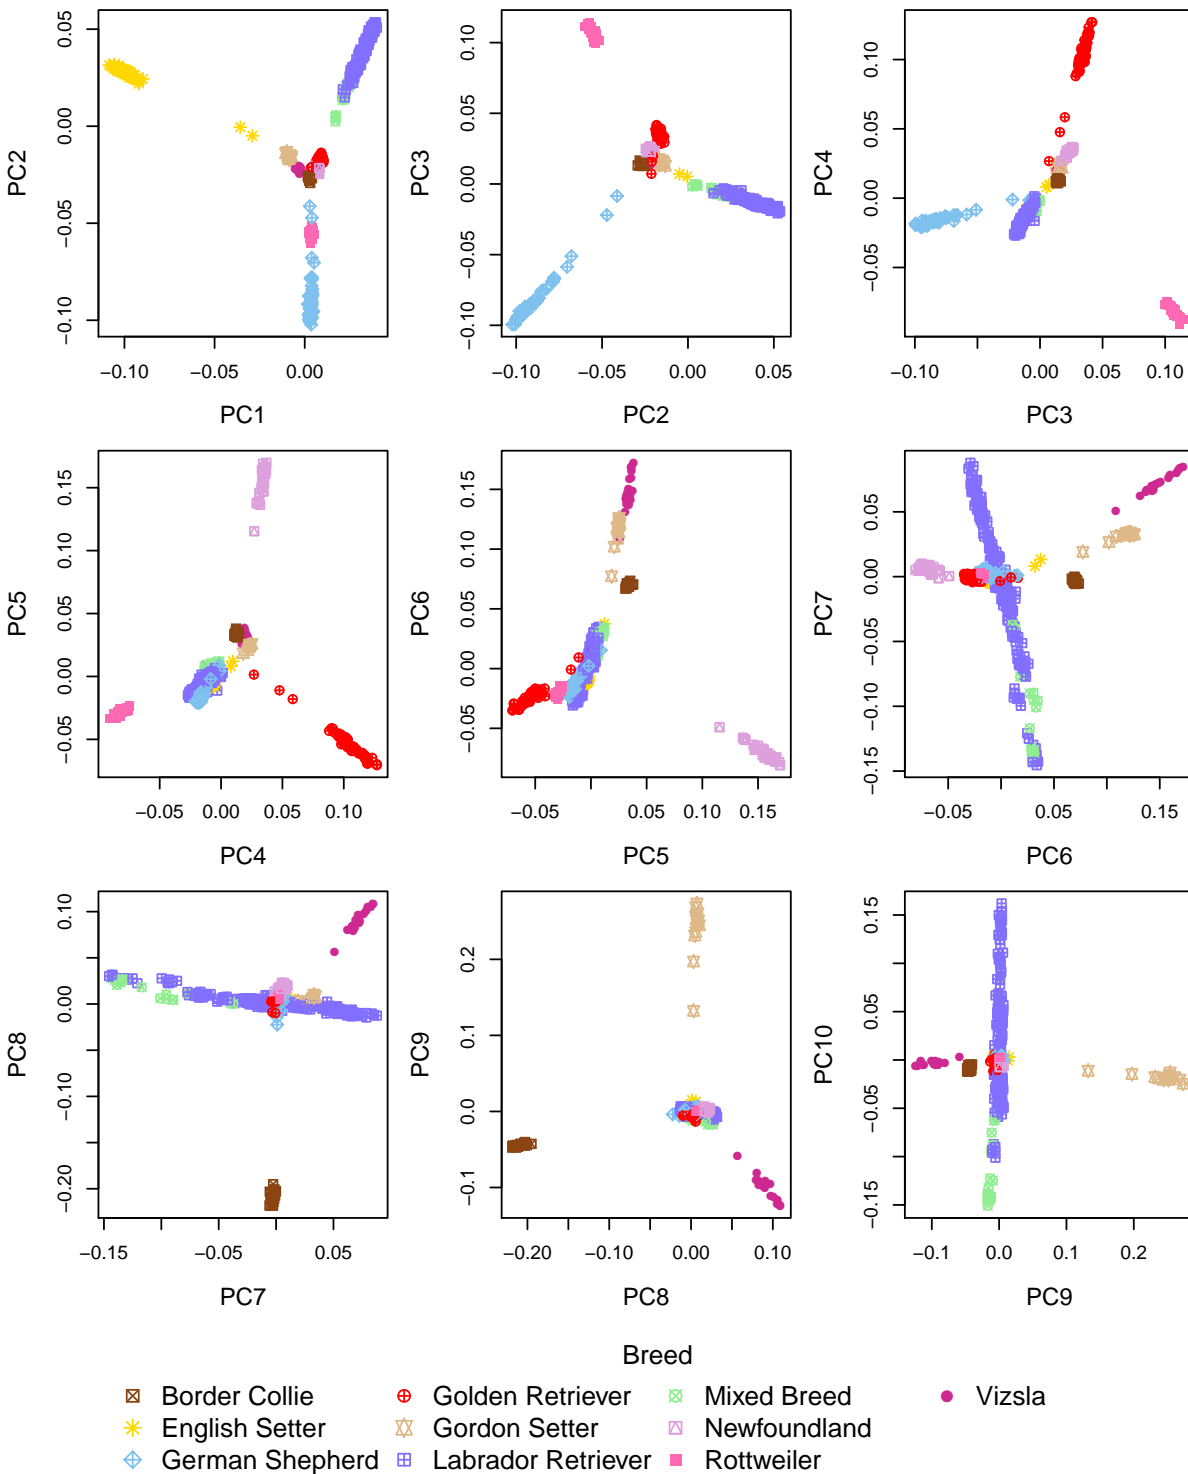 0.05
0.00
−0.05
−0.10
PC2
−0.10 −0.05 0.00
PC1
0.10
0.05
0.00
−0.05
−0.10
PC3
−0.10 −0.05 0.00 0.05
PC2
0.10
0.05
0.00
−0.05
PC4
−0.10 0.00 0.05 0.10
PC3
0.15
0.10
0.05
0.00
−0.05
PC5
−0.05 0.00 0.05 0.10
PC4
0.15
0.10
0.05
0.00
−0.05
PC6
−0.05 0.05 0.10 0.15
PC5
0.05
0.00
−0.05
−0.10
−0.15
PC7
−0.05 0.05 0.15
PC6
0.10
0.05
0.00
−0.10
−0.20
PC8
−0.15 −0.05 0.05
PC7
0.2
0.1
0.0
−0.1
PC9
−0.20 −0.10 0.00 0.10
PC8
0.15
0.05
−0.05
−0.15
PC10
−0.1 0.0 0.1 0.2
PC9
Breed
Border Collie Golden Retriever Mixed Breed Vizsla
English Setter Gordon Setter Newfoundland
German Shepherd Labrador Retriever Rottweiler